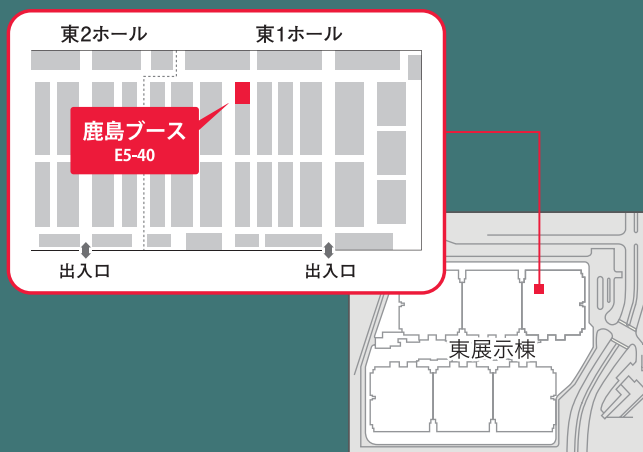 東2ホール
東1ホール
鹿島ブース
E5-40
出入口
出入口
東展示棟